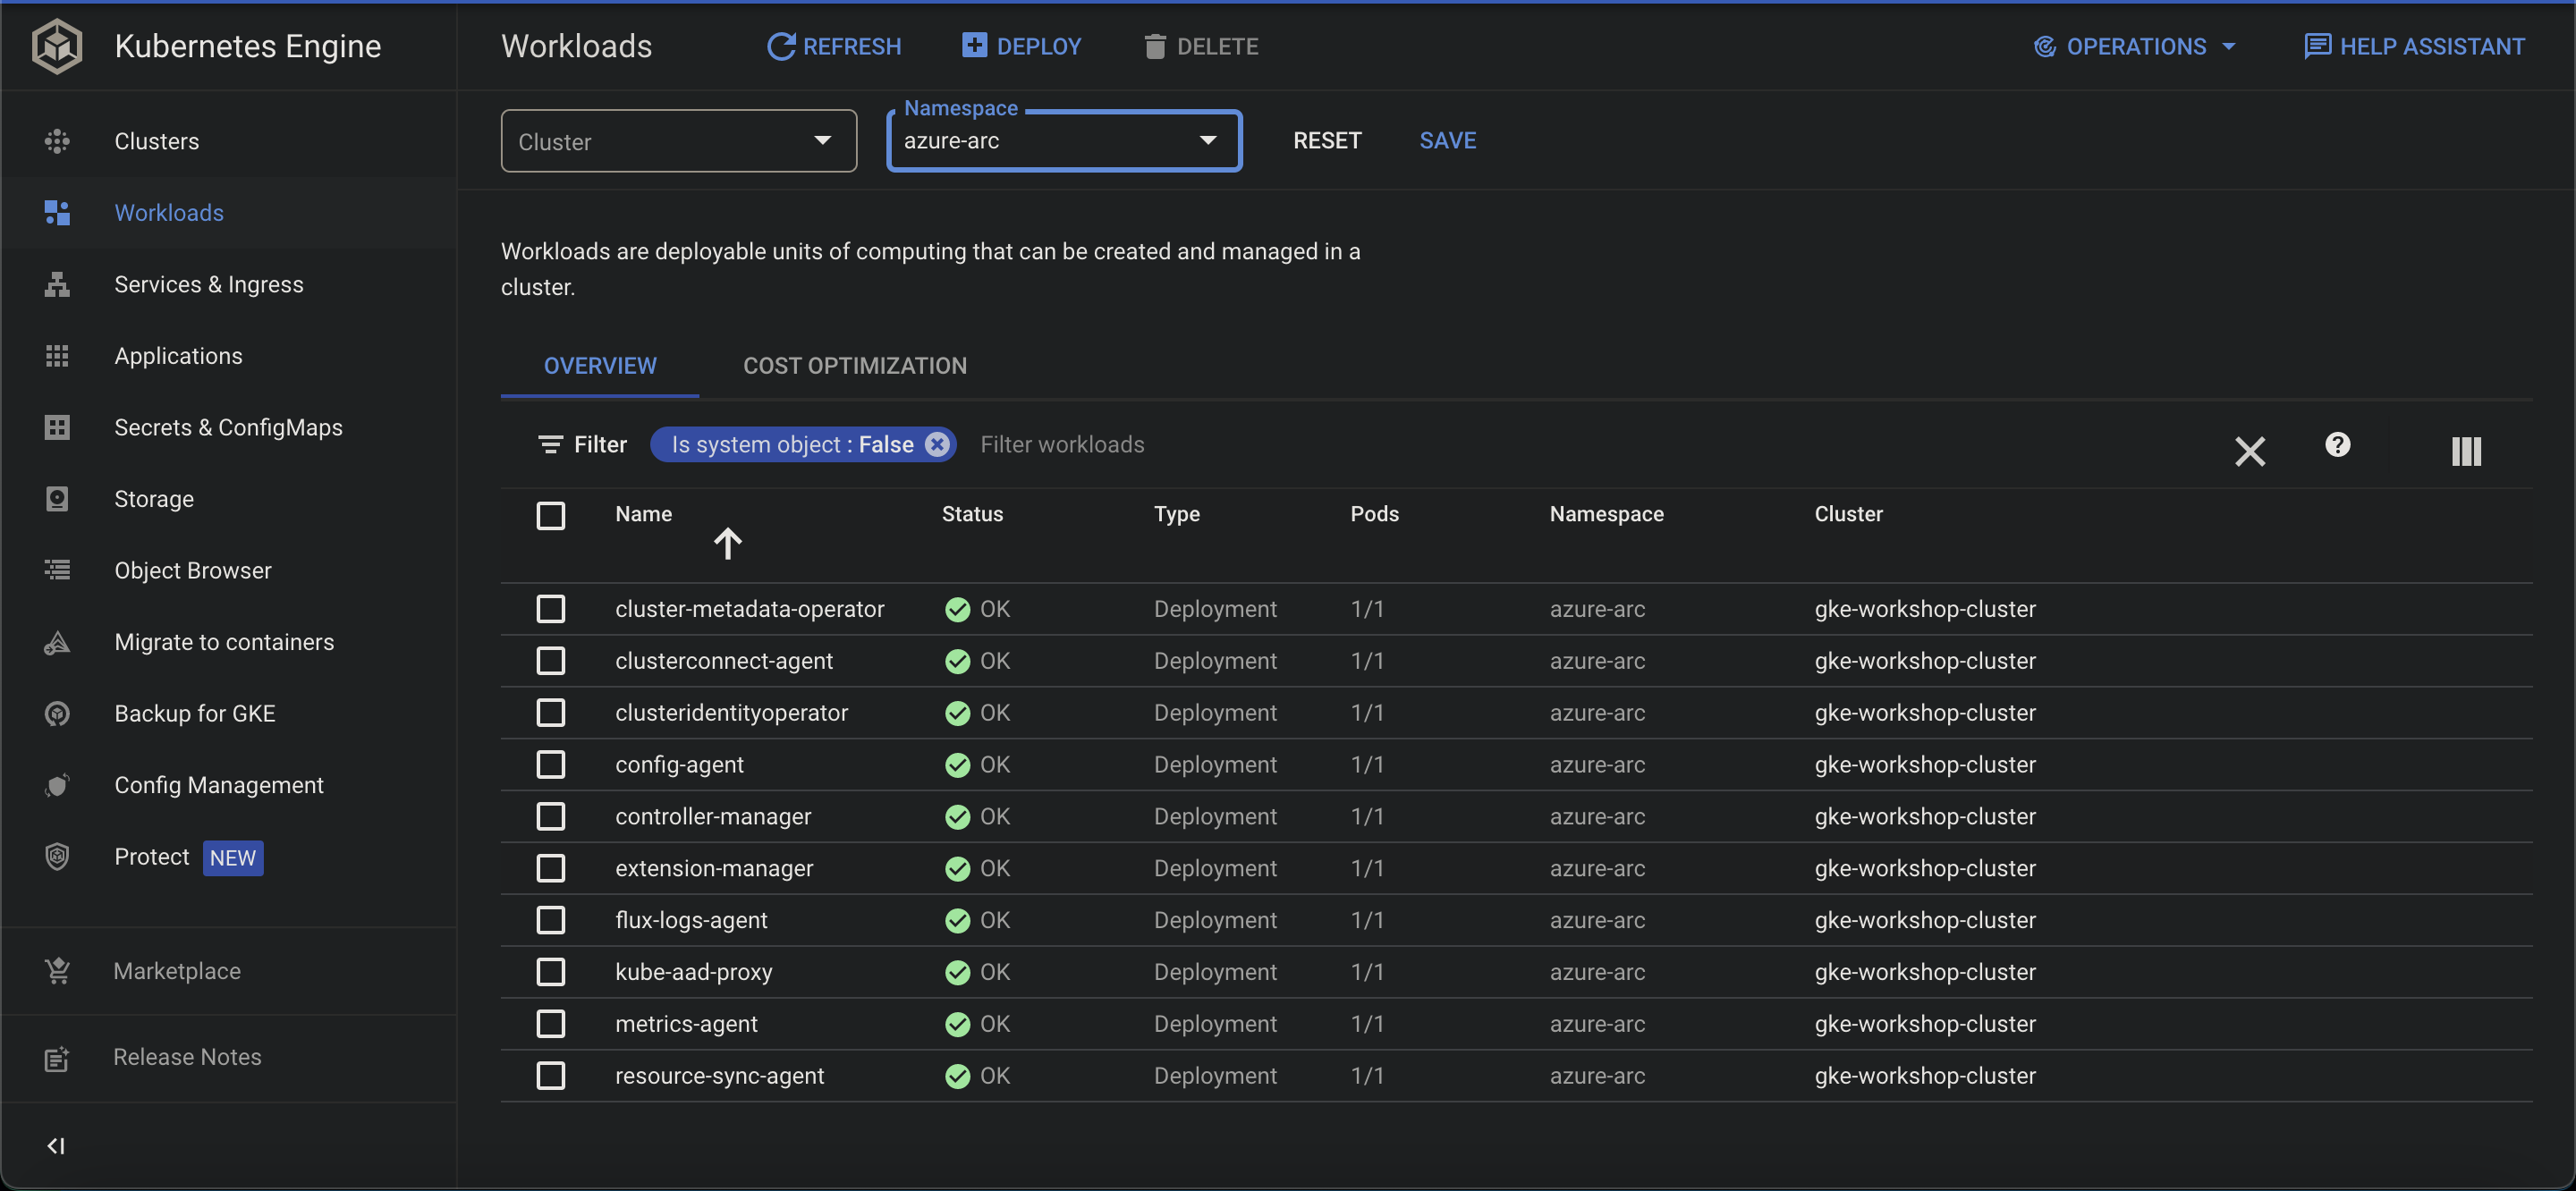 Kubernetes Engine
Workloads
REFRESH
DEPLOY
DELETE
OPERATIONS
HELP ASSISTANT
Clusters
Workloads
Services & Ingress
Applications
Secrets & ConfigMaps
Storage
Object Browser
Migrate to containers
Backup for GKE
Config Management
Protect NEW
Marketplace
Release Notes
Cluster
Namespace
azure-arc
RESET
SAVE
Workloads are deployable units of computing that can be created and managed in a
cluster.
OVERVIEW
COST OPTIMIZATION
Filter Is system object : False Filter workloads
Name Status Type Pods Namespace Cluster
cluster-metadata-operator OK Deployment 1/1 azure-arc gke-workshop-cluster
clusterconnect-agent OK Deployment 1/1 azure-arc gke-workshop-cluster
clusteridentityoperator OK Deployment 1/1 azure-arc gke-workshop-cluster
config-agent OK Deployment 1/1 azure-arc gke-workshop-cluster
controller-manager OK Deployment 1/1 azure-arc gke-workshop-cluster
extension-manager OK Deployment 1/1 azure-arc gke-workshop-cluster
flux-logs-agent OK Deployment 1/1 azure-arc gke-workshop-cluster
kube-aad-proxy OK Deployment 1/1 azure-arc gke-workshop-cluster
metrics-agent OK Deployment 1/1 azure-arc gke-workshop-cluster
resource-sync-agent OK Deployment 1/1 azure-arc gke-workshop-cluster